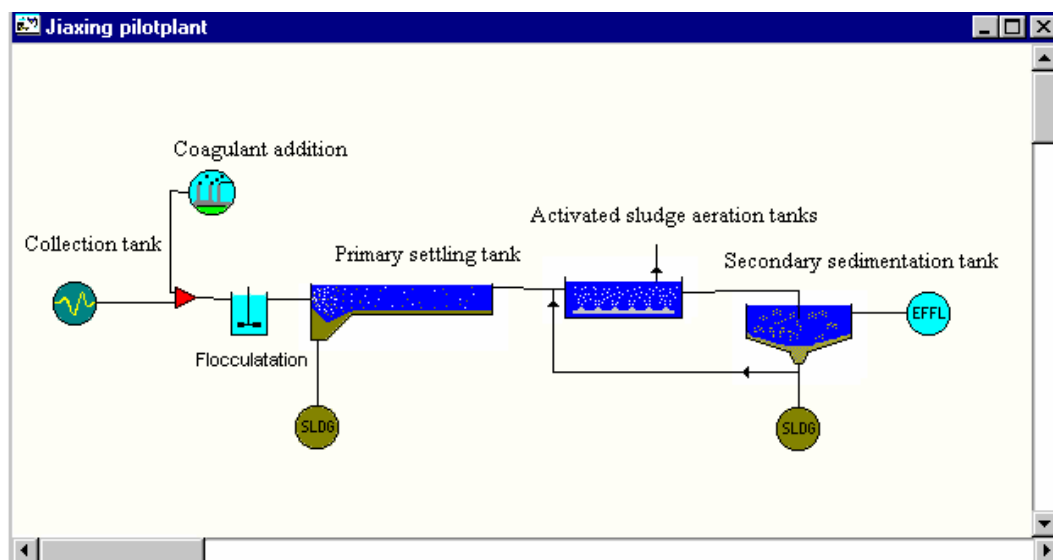 Jiaxing pilotplant
Coagulant addition
Activated sludge aeration tanks
Collection tank
Primary settling tank
Secondary sedimentation tank
EFFL
Flocculatation
SLDG
SLDG